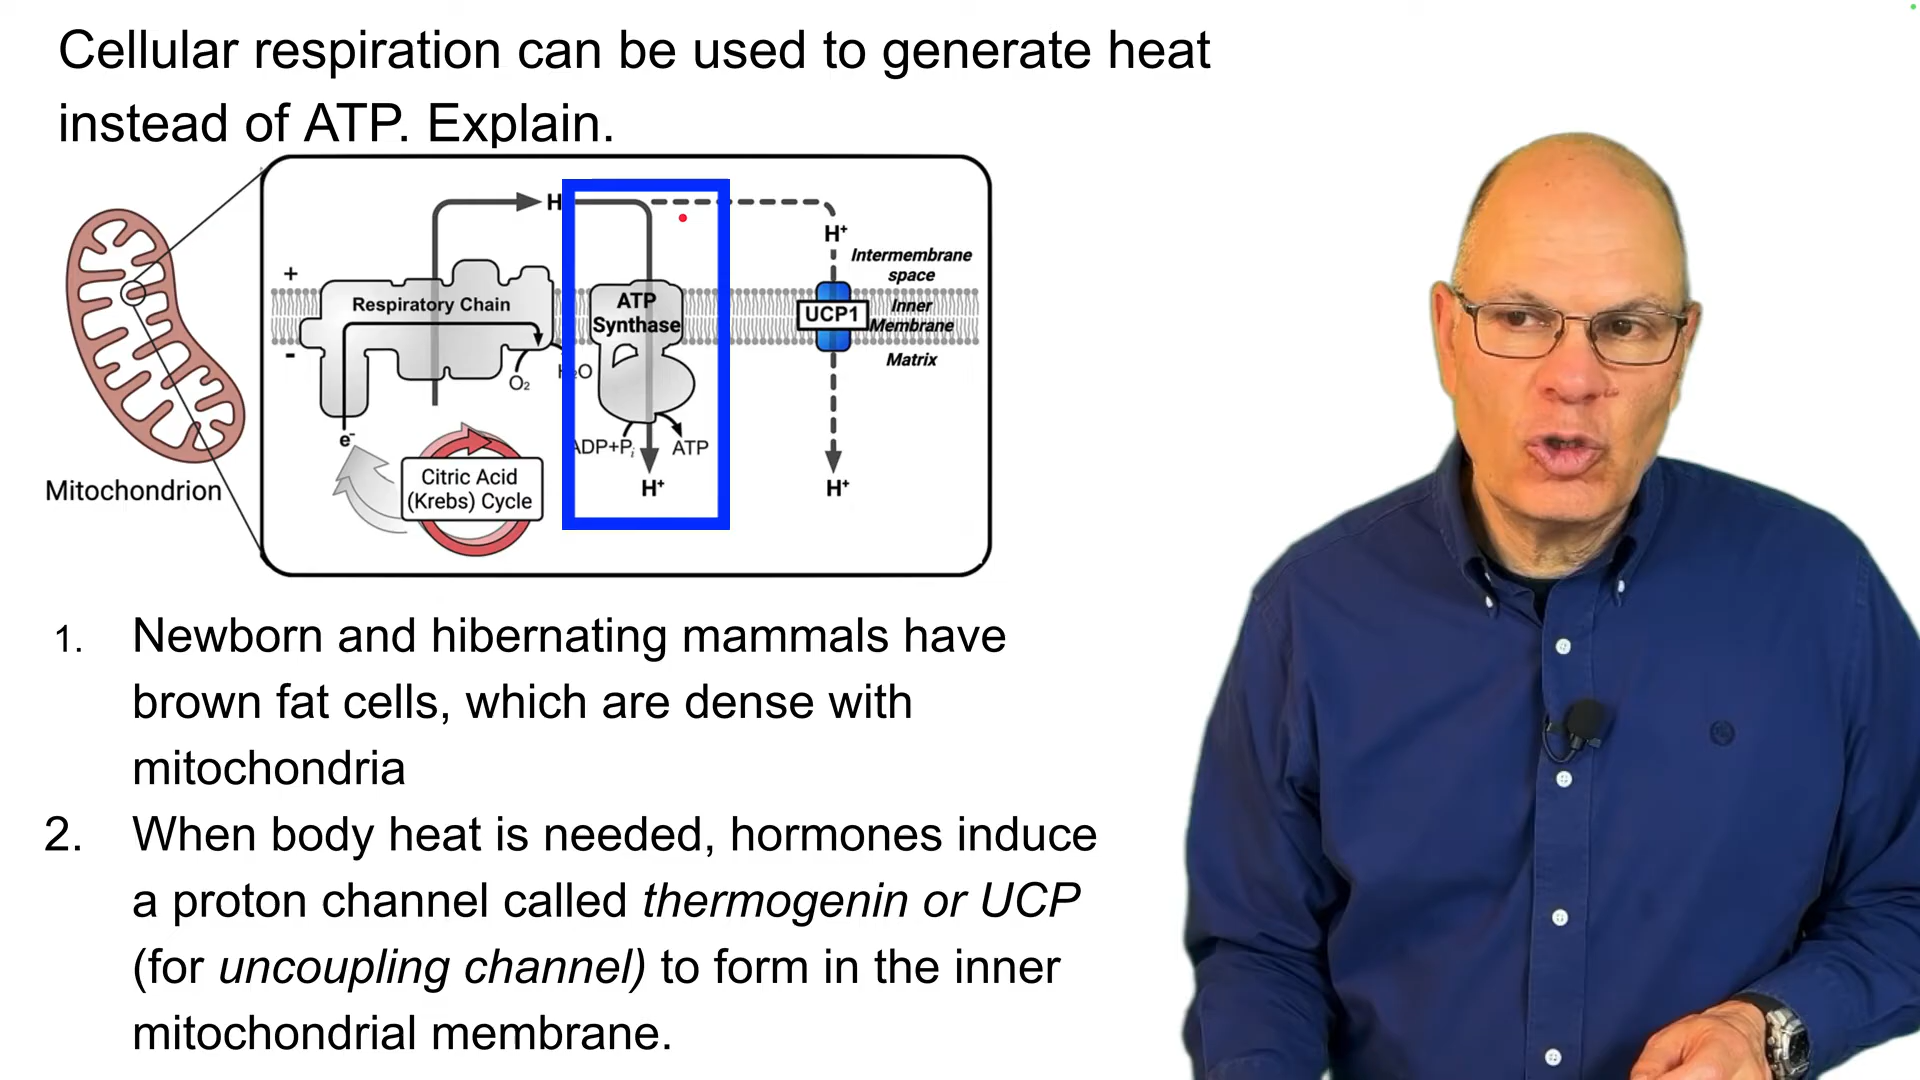 Cellular respiration can be used to generate heat
instead of ATP. Explain.
H
H⁺
Intermembrane
space
+
Respiratory Chain
ATP
Synthase
UCP1
Inner
Membrane
-
Matrix
O₂
H₂O
e⁻
ADP+Pᵢ
ATP
Citric Acid
(Krebs) Cycle
H⁺
H⁺
Mitochondrion
1. Newborn and hibernating mammals have
brown fat cells, which are dense with
mitochondria
2. When body heat is needed, hormones induce
a proton channel called thermogenin or UCP
(for uncoupling channel) to form in the inner
mitochondrial membrane.